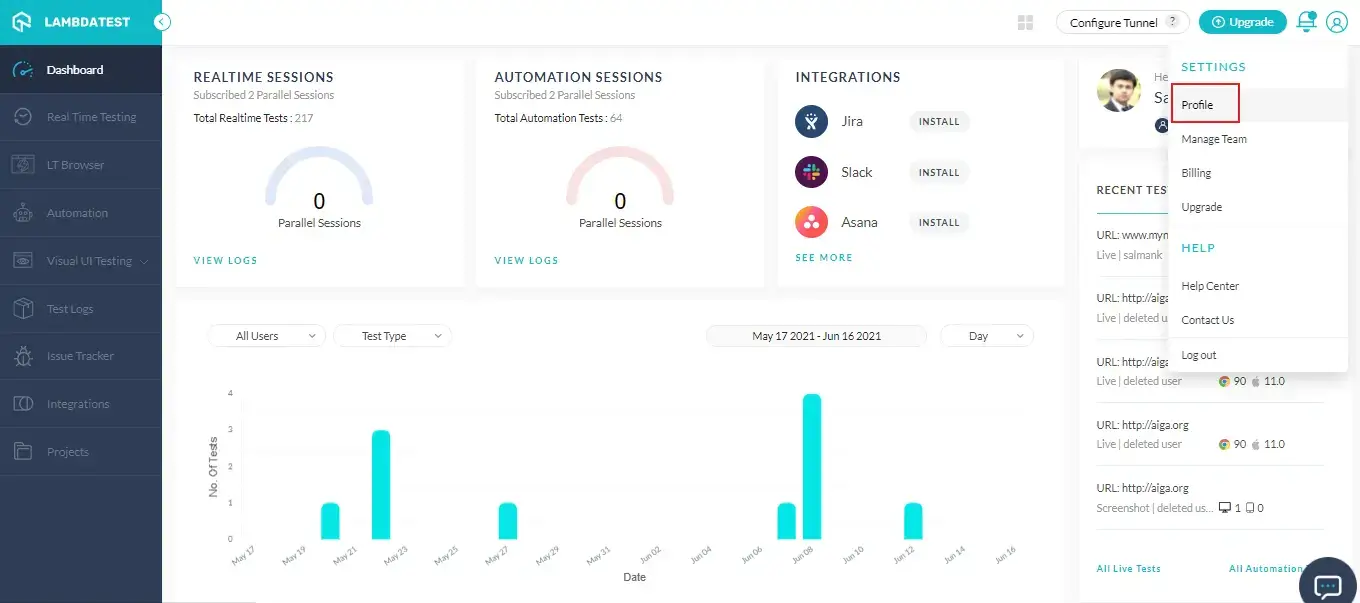 LAMBDATEST
Configure Tunnel ?
Upgrade
Dashboard
Real Time Testing
LT Browser
Automation
Visual UI Testing
Test Logs
Issue Tracker
Integrations
Projects
REALTIME SESSIONS
Subscribed 2 Parallel Sessions
Total Realtime Tests : 217
0
Parallel Sessions
VIEW LOGS
AUTOMATION SESSIONS
Subscribed 2 Parallel Sessions
Total Automation Tests : 64
0
Parallel Sessions
VIEW LOGS
INTEGRATIONS
Jira INSTALL
Slack INSTALL
Asana INSTALL
SEE MORE
All Users
Test Type
May 17 2021 - Jun 16 2021
Day
No. Of Tests
4
3
2
1
0
May 17 May 19 May 21 May 23 May 25 May 27 May 29 May 31 Jun 02 Jun 04 Jun 06 Jun 08 Jun 10 Jun 12 Jun 14 Jun 16
Date
He
Sa
RECENT TES
URL: www.myn
Live | salmank
URL: http://aiga
Live | deleted u
URL: http://aiga
Live | deleted user 90 11.0
URL: http://aiga.org
Live | deleted user 90 11.0
URL: http://aiga.org
Screenshot | deleted us... 1 0
All Live Tests
All Automation
SETTINGS
Profile
Manage Team
Billing
Upgrade
HELP
Help Center
Contact Us
Log out